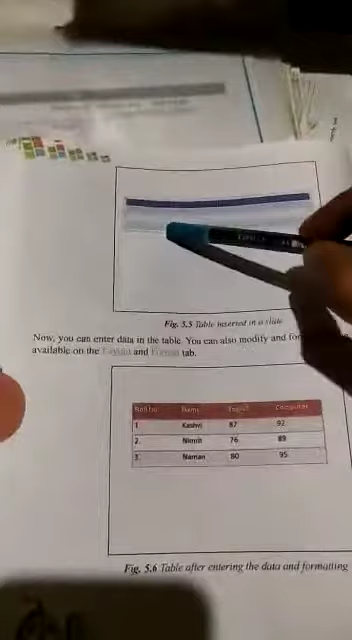 Fig. 5.5 Table inserted in a slide
Now, you can enter data in the table. You can also modify and for
available on the Layout and Format tab.
Roll No Name English Computer
1. Kashvi 87 92
2. Nimrit 76 89
3. Naman 80 95
Fig. 5.6 Table after entering the data and formatting